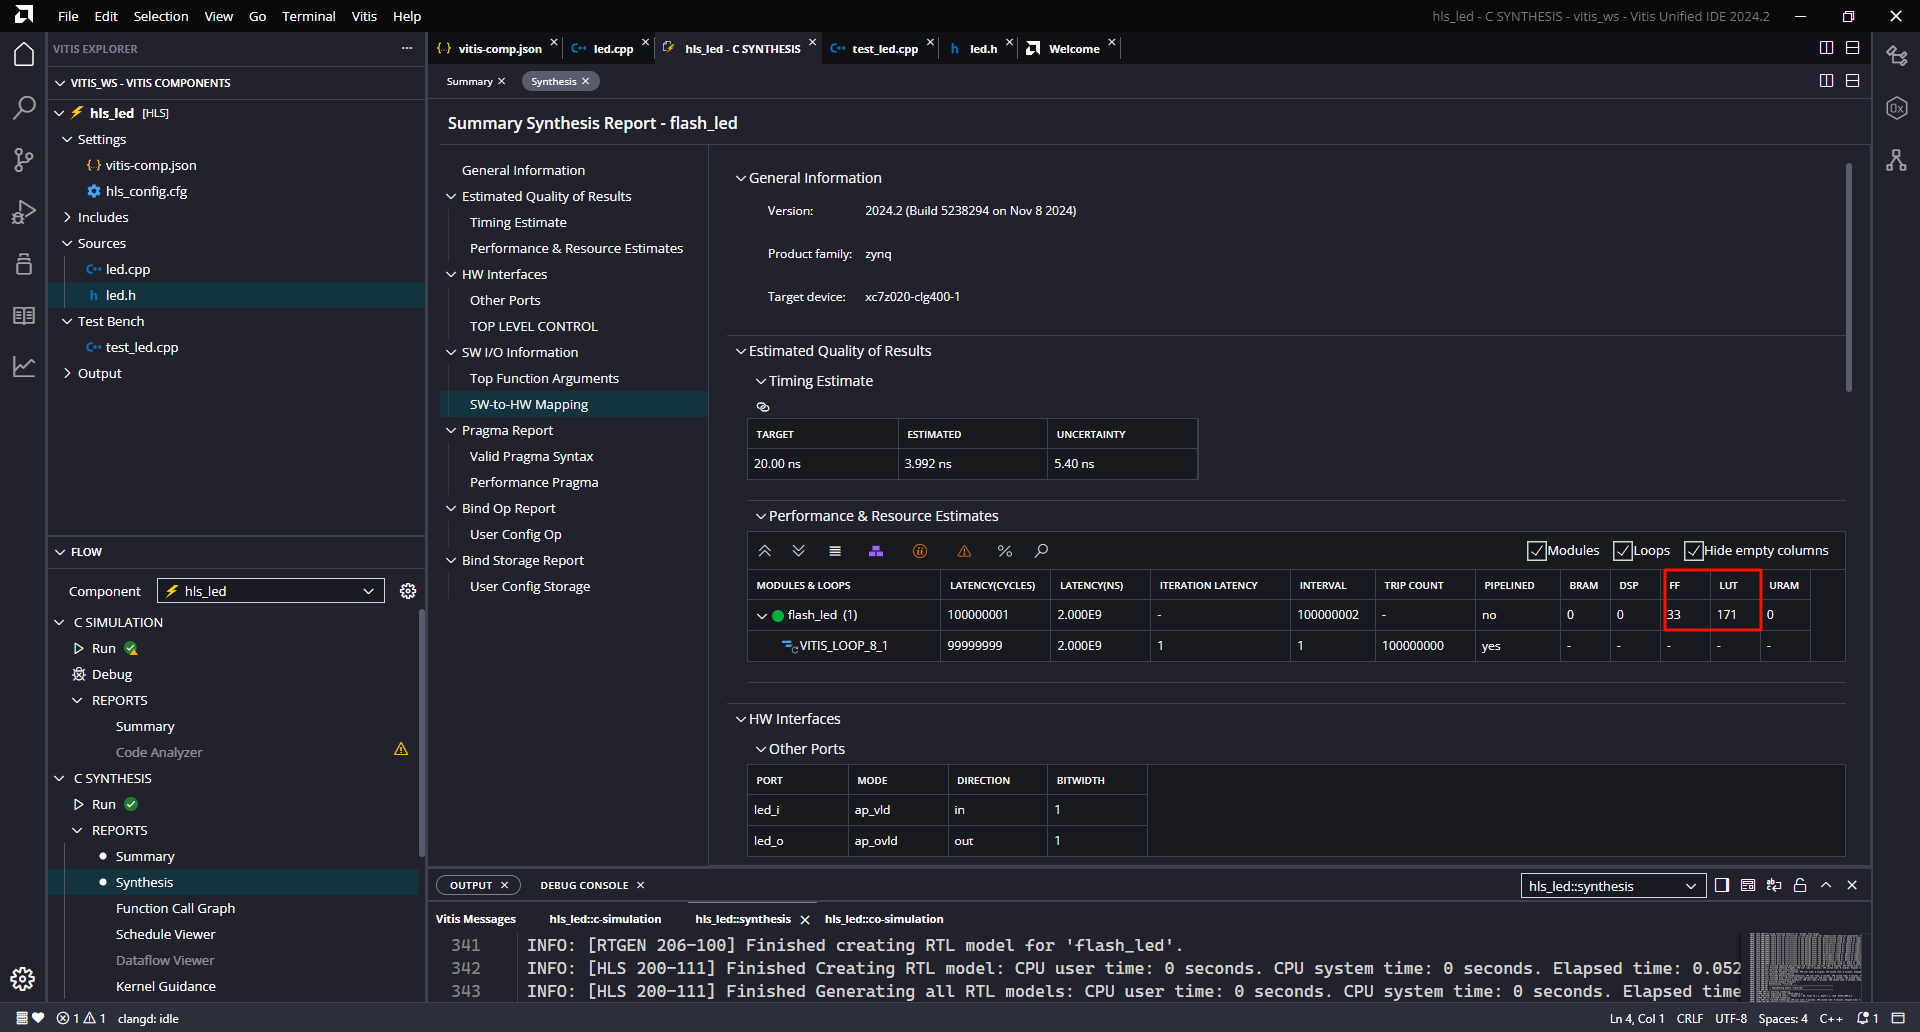 File Edit Selection View Go Terminal Vitis Help
hls_led - C SYNTHESIS - vitis_ws - Vitis Unified IDE 2024.2
VITIS EXPLORER
VITIS_WS - VITIS COMPONENTS
hls_led [HLS]
Settings
{..} vitis-comp.json
hls_config.cfg
Includes
Sources
C++ led.cpp
h led.h
Test Bench
C++ test_led.cpp
Output
FLOW
Component hls_led
C SIMULATION
Run
Debug
REPORTS
Summary
Code Analyzer
C SYNTHESIS
Run
REPORTS
Summary
Synthesis
Function Call Graph
Schedule Viewer
Dataflow Viewer
Kernel Guidance
{..} vitis-comp.json C++ led.cpp hls_led - C SYNTHESIS C++ test_led.cpp h led.h Welcome
Summary Synthesis
Summary Synthesis Report - flash_led
General Information
Estimated Quality of Results
Timing Estimate
Performance & Resource Estimates
HW Interfaces
Other Ports
TOP LEVEL CONTROL
SW I/O Information
Top Function Arguments
SW-to-HW Mapping
Pragma Report
Valid Pragma Syntax
Performance Pragma
Bind Op Report
User Config Op
Bind Storage Report
User Config Storage
General Information
Version: 2024.2 (Build 5238294 on Nov 8 2024)
Product family: zynq
Target device: xc7z020-clg400-1
Estimated Quality of Results
Timing Estimate
TARGET ESTIMATED UNCERTAINTY
20.00 ns 3.992 ns 5.40 ns
Performance & Resource Estimates
% Modules Loops Hide empty columns
MODULES & LOOPS LATENCY(CYCLES) LATENCY(NS) ITERATION LATENCY INTERVAL TRIP COUNT PIPELINED BRAM DSP FF LUT URAM
flash_led (1) 100000001 2.000E9 - 100000002 - no 0 0 33 171 0
VITIS_LOOP_8_1 99999999 2.000E9 1 1 100000000 yes - - - - -
HW Interfaces
Other Ports
PORT MODE DIRECTION BITWIDTH
led_i ap_vld in 1
led_o ap_ovld out 1
OUTPUT DEBUG CONSOLE hls_led::synthesis
Vitis Messages hls_led::c-simulation hls_led::synthesis hls_led::co-simulation
341 INFO: [RTGEN 206-100] Finished creating RTL model for 'flash_led'.
342 INFO: [HLS 200-111] Finished Creating RTL model: CPU user time: 0 seconds. CPU system time: 0 seconds. Elapsed time: 0.052
343 INFO: [HLS 200-111] Finished Generating all RTL models: CPU user time: 0 seconds. CPU system time: 0 seconds. Elapsed time
1 1 clangd: idle
Ln 4, Col 1 CRLF UTF-8 Spaces: 4 C++ 1